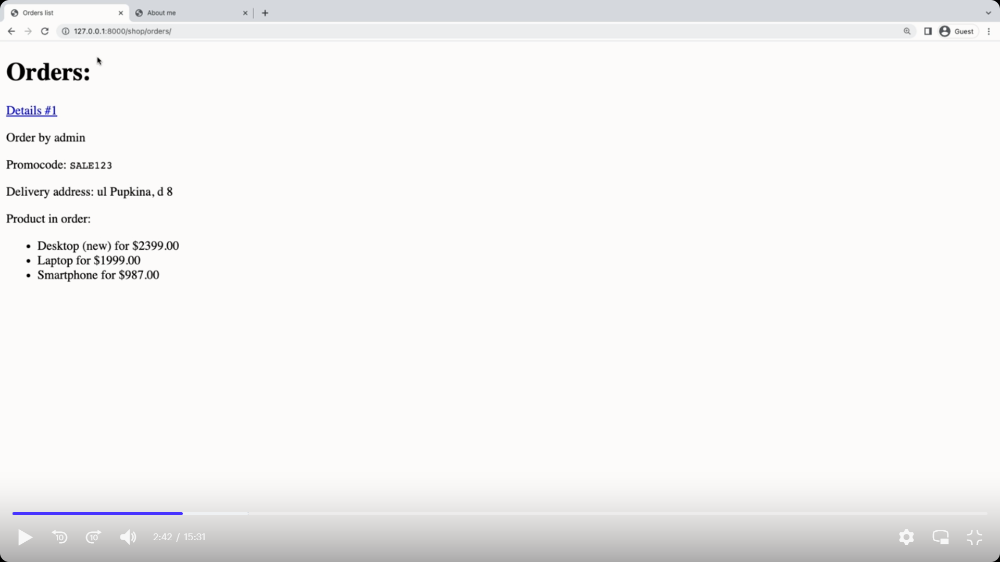 Orders list
About me
127.0.0.1:8000/shop/orders/
Guest
Orders:
Details #1
Order by admin
Promocode: SALE123
Delivery address: ul Pupkina, d 8
Product in order:
• Desktop (new) for $2399.00
• Laptop for $1999.00
• Smartphone for $987.00
10
10
2:42 / 15:31